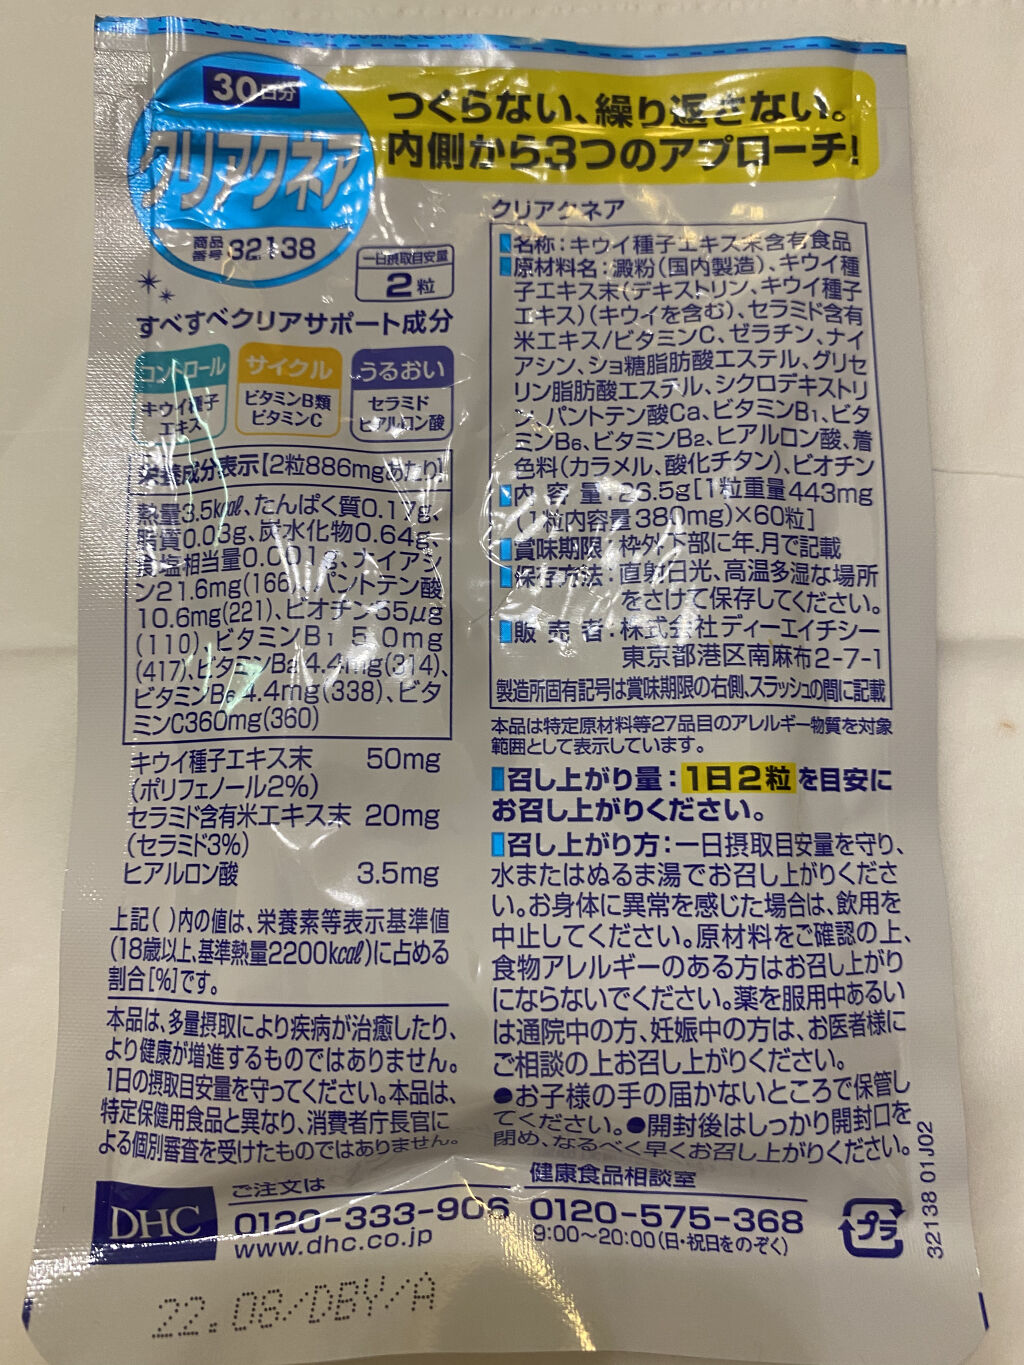 30日分
クリアクネア
商品番号 32138
つくらない、繰り返さない。
内側から3つのアプローチ!
一日摂取目安量
2粒
すべすべクリアサポート成分
コントロール
キウイ種子
エキス
サイクル
ビタミンB類
ビタミンC
うるおい
セラミド
ヒアルロン酸
栄養成分表示[2粒886mgあたり]
熱量3.5kcal、たんぱく質0.17g、
脂質0.03g、炭水化物0.64g、
食塩相当量0.001g、ナイアシ
ン21.6mg(166)、パントテン酸
10.6mg(221)、ビオチン55μg
(110)、ビタミンB1 5.0mg
(417)、ビタミンB2 4.4mg(314)、
ビタミンB6 4.4mg(338)、ビタ
ミンC360mg(360)
キウイ種子エキス末 50mg
(ポリフェノール2%)
セラミド含有米エキス末 20mg
(セラミド3%)
ヒアルロン酸 3.5mg
上記( )内の値は、栄養素等表示基準値
(18歳以上、基準熱量2200kcal)に占める
割合[%]です。
本品は、多量摂取により疾病が治癒したり、
より健康が増進するものではありません。
1日の摂取目安量を守ってください。本品は、
特定保健用食品と異なり、消費者庁長官に
よる個別審査を受けたものではありません。
クリアクネア
名称:キウイ種子エキス末含有食品
原材料名:澱粉(国内製造)、キウイ種
子エキス末(デキストリン、キウイ種子
エキス)(キウイを含む)、セラミド含有
米エキス/ビタミンC、ゼラチン、ナイ
アシン、ショ糖脂肪酸エステル、グリセ
リン脂肪酸エステル、シクロデキストリ
ン、パントテン酸Ca、ビタミンB1、ビタ
ミンB6、ビタミンB2、ヒアルロン酸、着
色料(カラメル、酸化チタン)、ビオチン
内容量:26.5g[1粒重量443mg
(1粒内容量380mg)×60粒]
賞味期限:枠外下部に年.月で記載
保存方法:直射日光、高温多湿な場所
をさけて保存してください。
販売者:株式会社ディーエイチシー
東京都港区南麻布2-7-1
製造所固有記号は賞味期限の右側、スラッシュの間に記載
本品は特定原材料等27品目のアレルギー物質を対象
範囲として表示しています。
召し上がり量:1日2粒を目安に
お召し上がりください。
召し上がり方:一日摂取目安量を守り、
水またはぬるま湯でお召し上がりくださ
い。お身体に異常を感じた場合は、飲用を
中止してください。原材料をご確認の上、
食物アレルギーのある方はお召し上がり
にならないでください。薬を服用中あるい
は通院中の方、妊娠中の方は、お医者様に
ご相談の上お召し上がりください。
●お子様の手の届かないところで保管し
てください。●開封後はしっかり開封口を
閉め、なるべく早くお召し上がりください。
DHC
ご注文は
0120-333-906
www.dhc.co.jp
健康食品相談室
0120-575-368
9:00〜20:00(日・祝日をのぞく)
プラ
32138 01J02
22.08/DBY/A